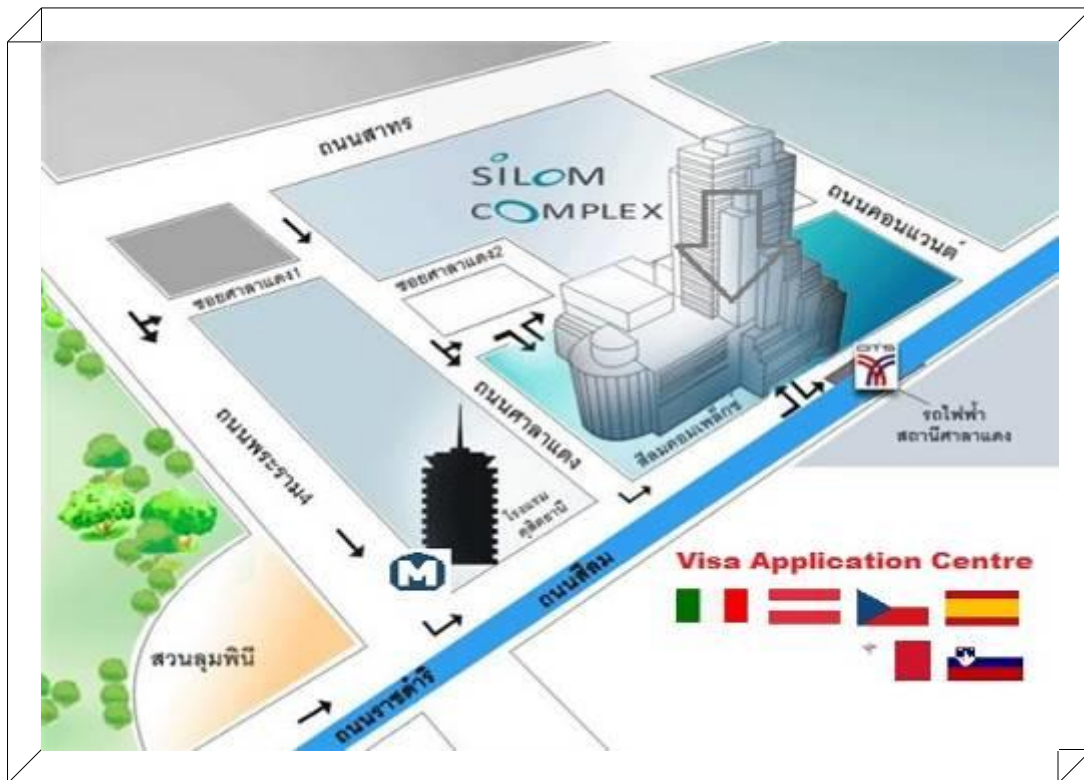 ถนนสาทร
SILOM
COMPLEX
ถนนคอนแวนต์
ซอยศาลาแดง1
ซอยศาลาแดง2
BTS
รถไฟฟ้า
สถานีศาลาแดง
สีลมคอมเพล็กซ์
ถนนศาลาแดง
ถนนพระราม4
โรงแรม
ดุสิตธานี
M
ถนนสีลม
Visa Application Centre
สวนลุมพินี
ถนนราชดำริ